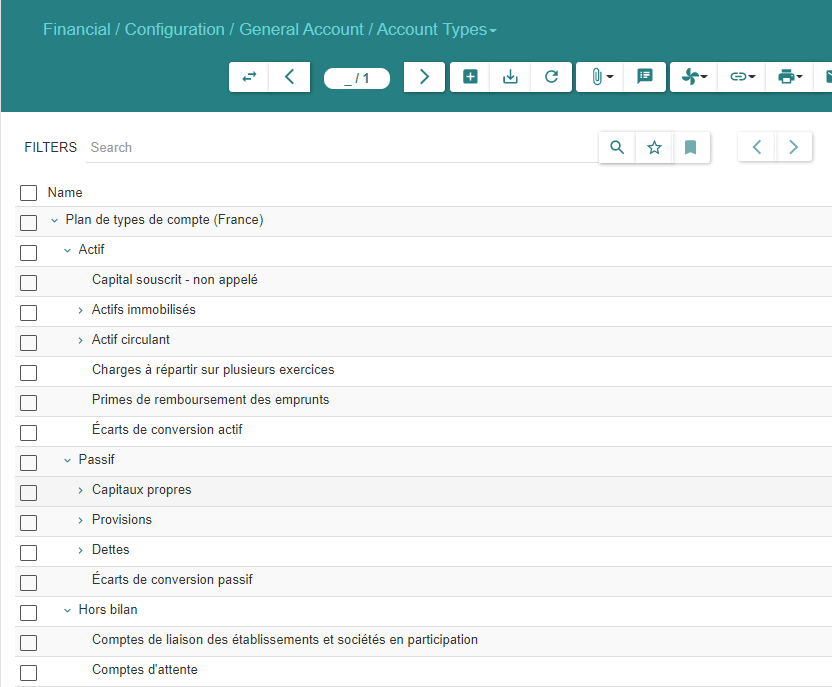 Financial / Configuration / General Account / Account Types
_ / 1
FILTERS Search
Name
Plan de types de compte (France)
Actif
Capital souscrit - non appelé
Actifs immobilisés
Actif circulant
Charges à répartir sur plusieurs exercices
Primes de remboursement des emprunts
Écarts de conversion actif
Passif
Capitaux propres
Provisions
Dettes
Écarts de conversion passif
Hors bilan
Comptes de liaison des établissements et sociétés en participation
Comptes d'attente